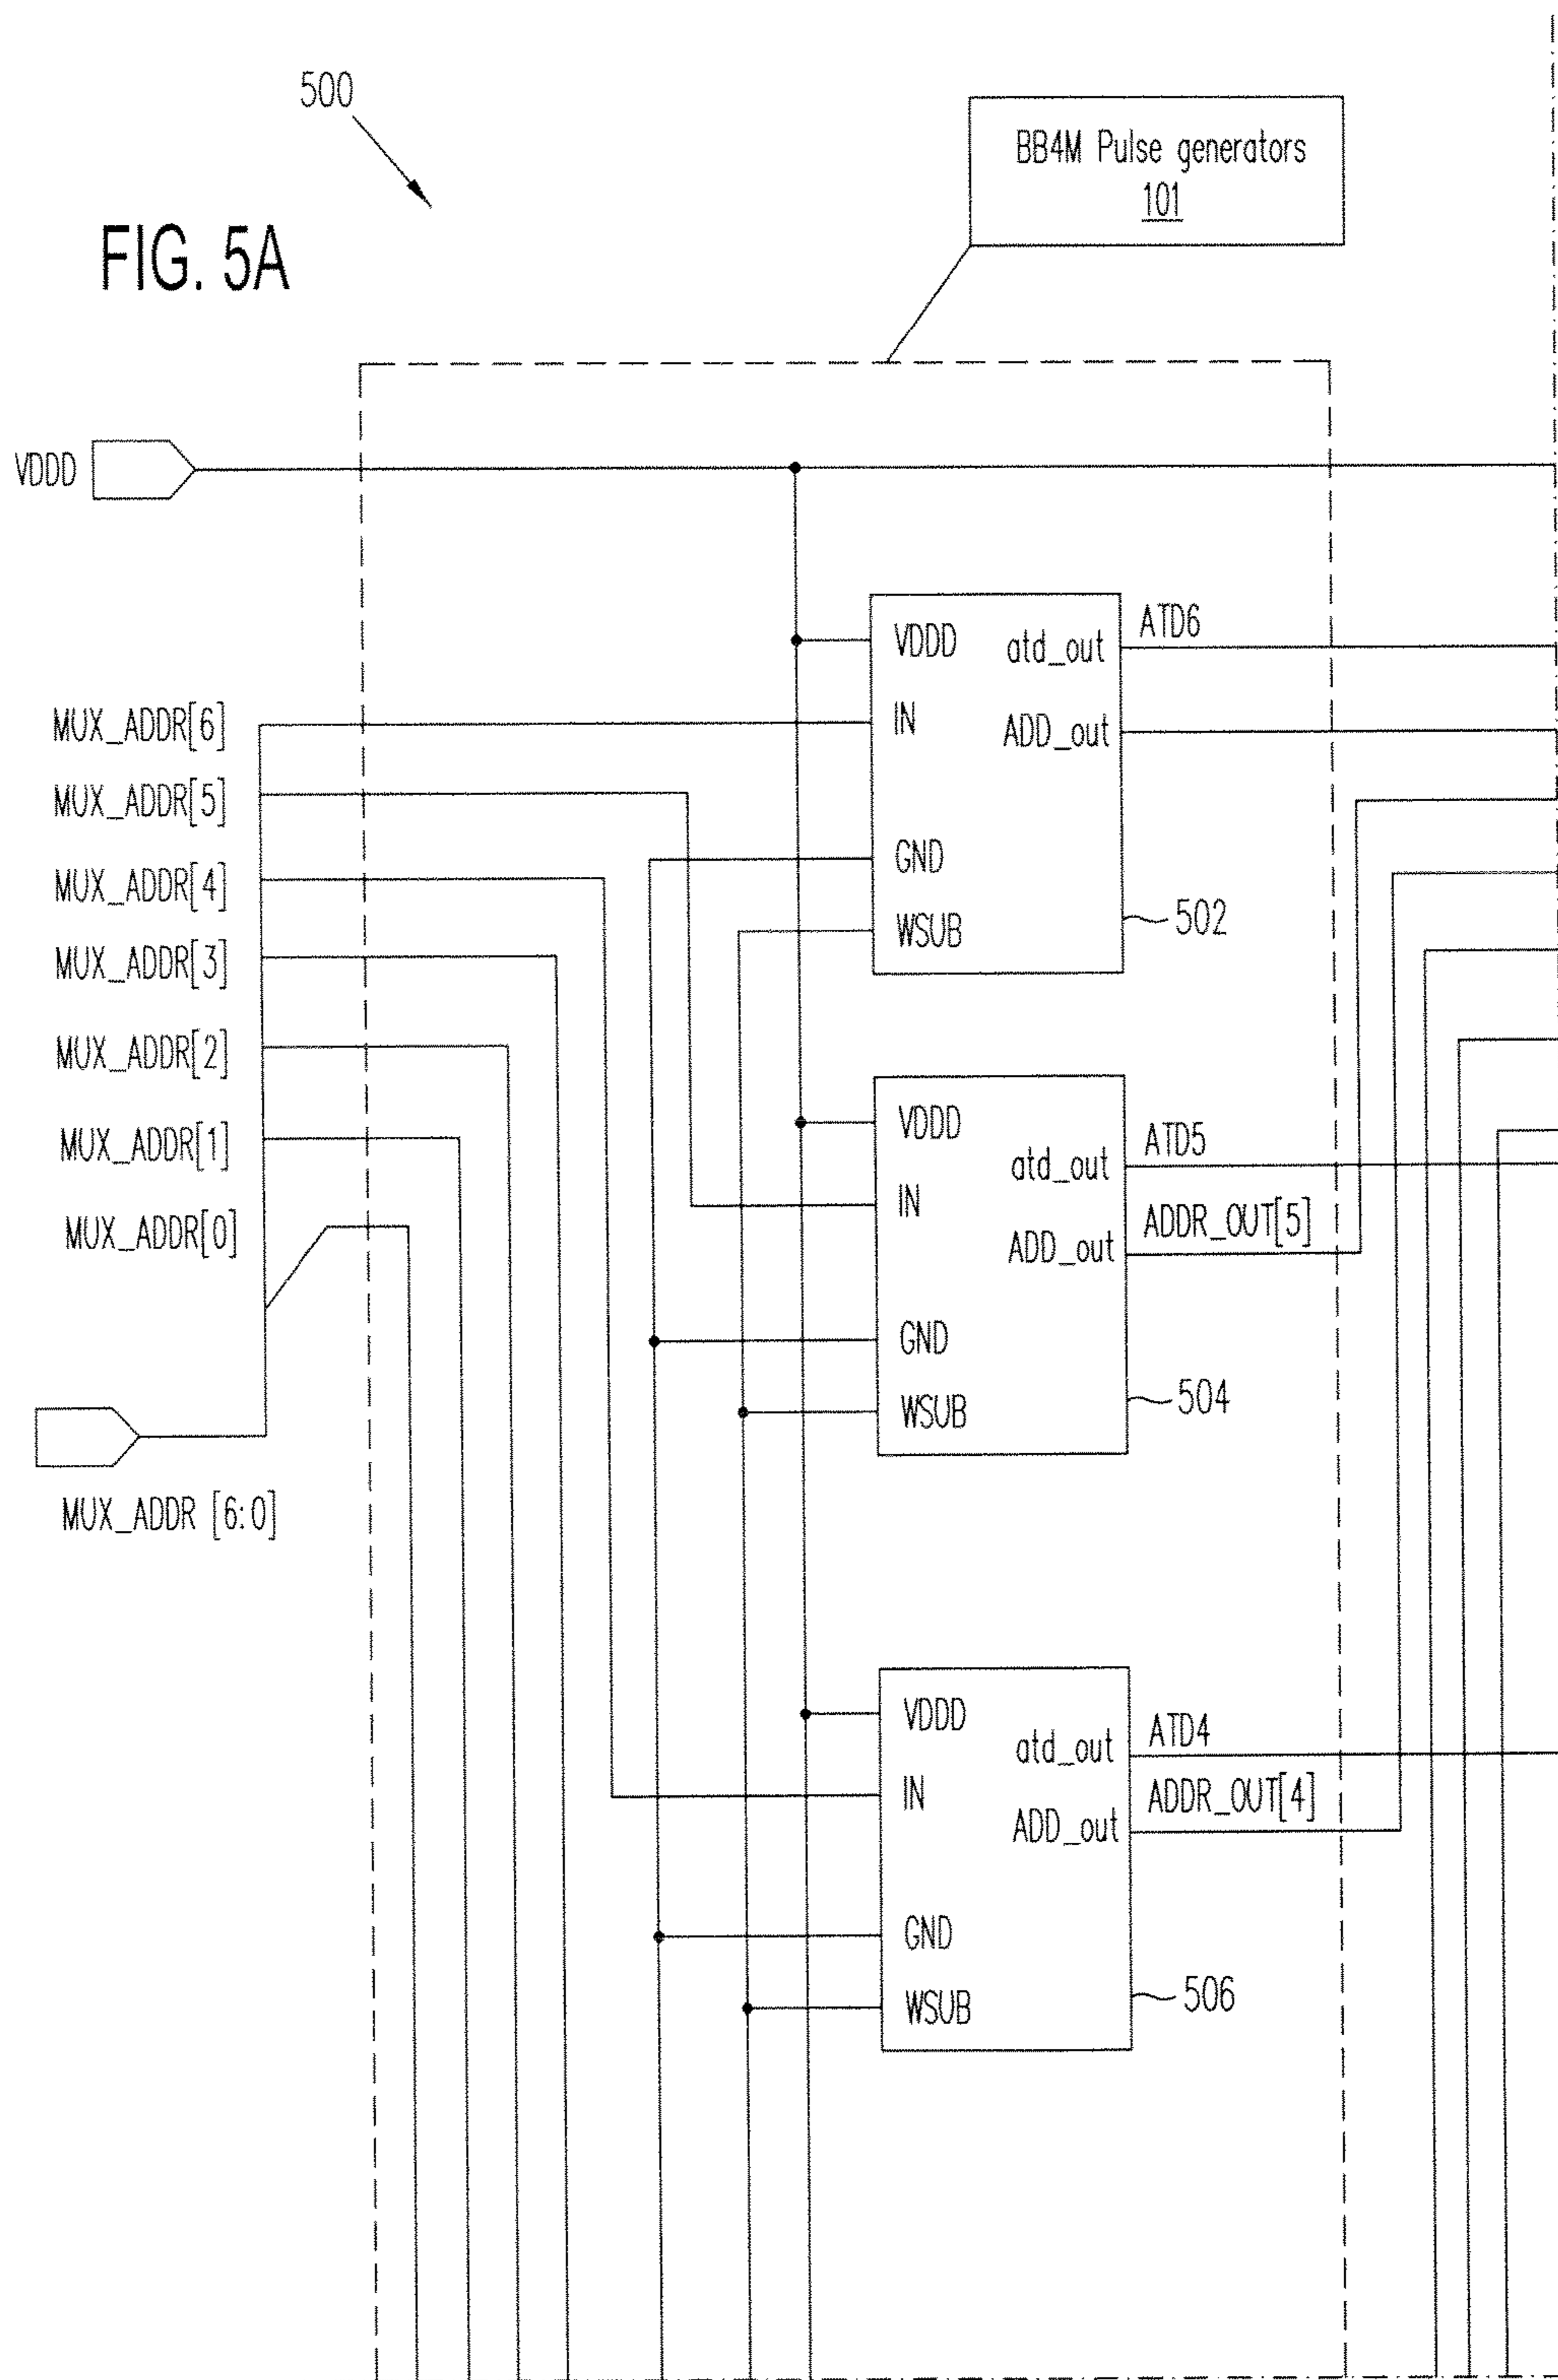 500
BB4M Pulse generators
101
FIG. 5A
VDDD
VDDD
atd_out
ATD6
IN
ADD_out
GND
WSUB
502
MUX_ADDR[6]
MUX_ADDR[5]
MUX_ADDR[4]
MUX_ADDR[3]
MUX_ADDR[2]
MUX_ADDR[1]
MUX_ADDR[0]
MUX_ADDR [6:0]
VDDD
atd_out
ATD5
IN
ADD_out
ADDR_OUT[5]
GND
WSUB
504
VDDD
atd_out
ATD4
IN
ADD_out
ADDR_OUT[4]
GND
WSUB
506